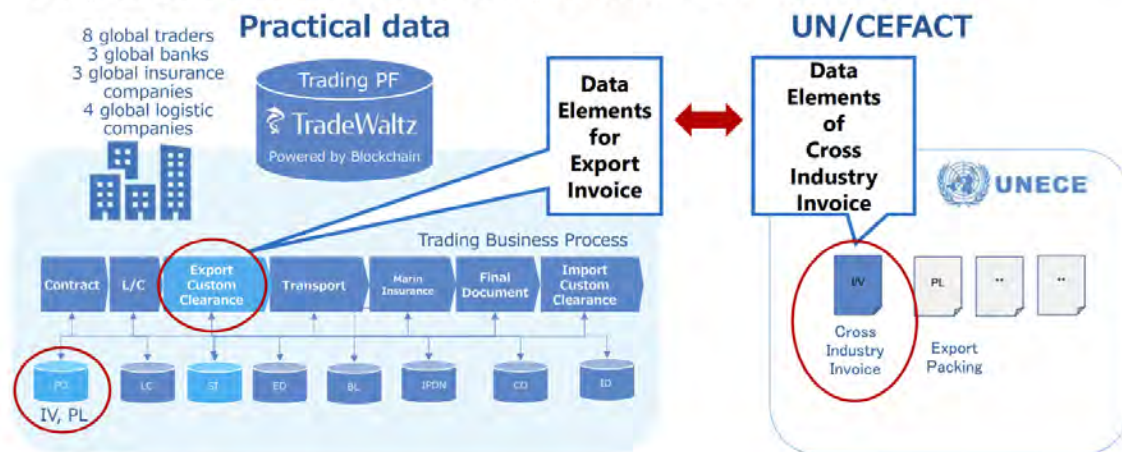 Practical data
UN/CEFACT
8 global traders
3 global banks
3 global insurance
companies
4 global logistic
companies
Trading PF
TradeWaltz
Powered by Blockchain
Data
Elements
for
Export
Invoice
Data
Elements
of
Cross
Industry
Invoice
UNECE
Trading Business Process
Contract
L/C
Export
Custom
Clearance
Transport
Marin
Insurance
Final
Document
Import
Custom
Clearance
PO
LC
SI
ED
BL
IPDN
CO
ID
IV, PL
I/V
PL
..
..
Cross
Industry
Invoice
Export
Packing